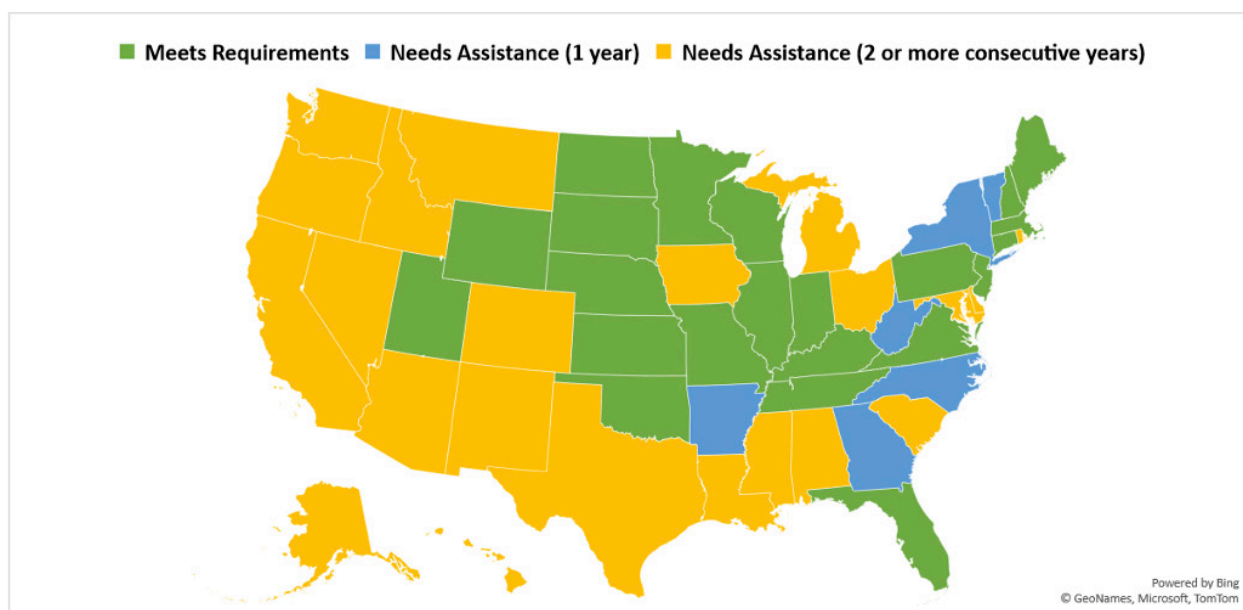 Meets Requirements Needs Assistance (1 year) Needs Assistance (2 or more consecutive years)
Powered by Bing
© GeoNames, Microsoft, TomTom